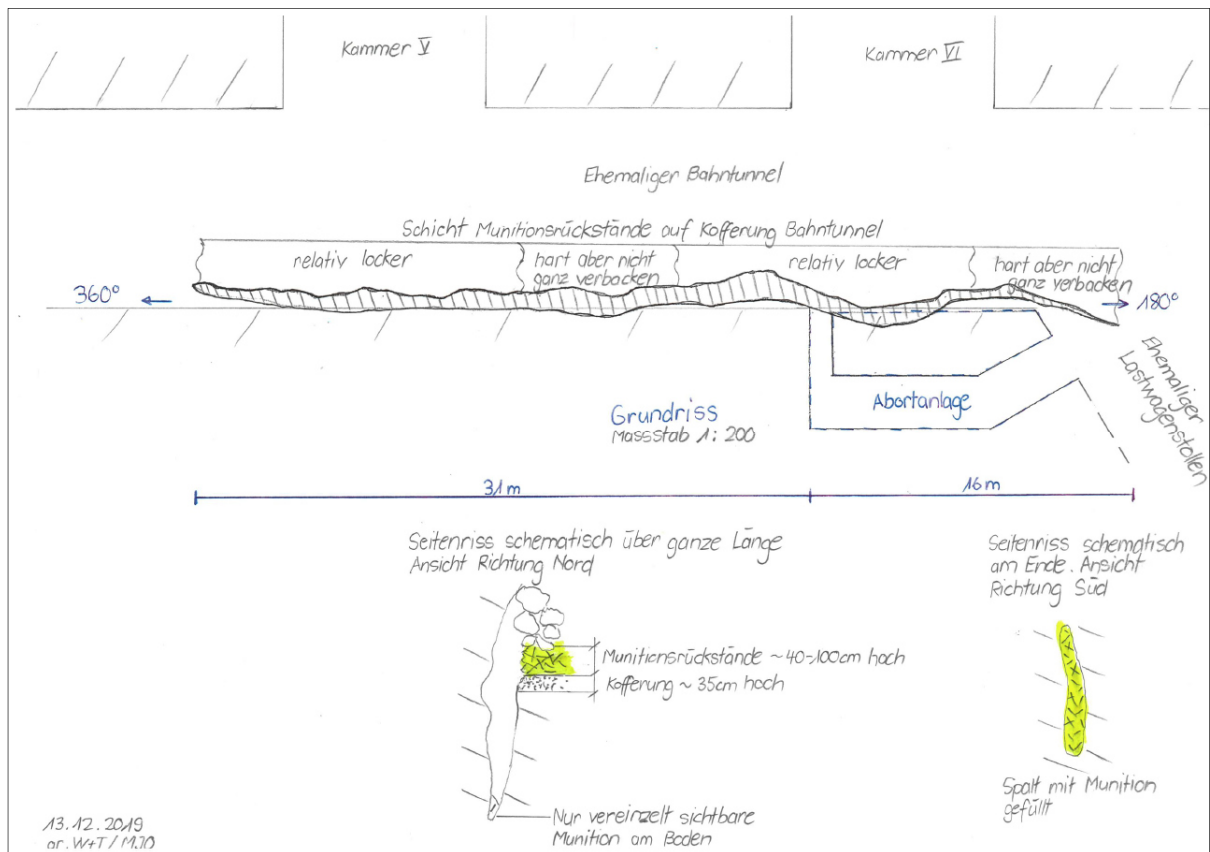 Kammer V
Kammer VI
Ehemaliger Bahntunnel
Schicht Munitionsrückstände auf Kofferung Bahntunnel
relativ locker
hart aber nicht
ganz verbacken
relativ locker
hart aber nicht
ganz verbacken
360°
180°
Ehemaliger
Lastwagenstollen
Abortanlage
Grundriss
Massstab 1:200
31m
16m
Seitenriss schematisch über ganze Länge
Ansicht Richtung Nord
Munitionsrückstände ~40-100cm hoch
Kofferung ~35cm hoch
Nur vereinzelt sichtbare
Munition am Boden
Seitenriss schematisch
am Ende. Ansicht
Richtung Süd
Spalt mit Munition
gefüllt
13.12.2019
ar. W+T /